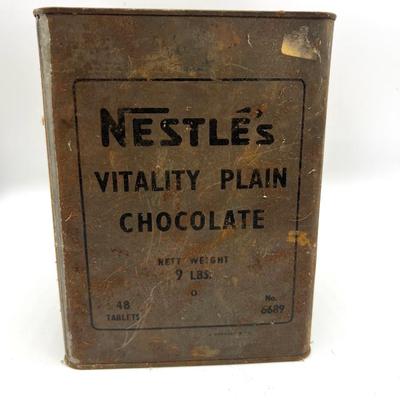 NESTLÉ'S
VITALITY PLAIN
CHOCOLATE
NETT WEIGHT
9 LBS.
48
TABLETS
No.
6689